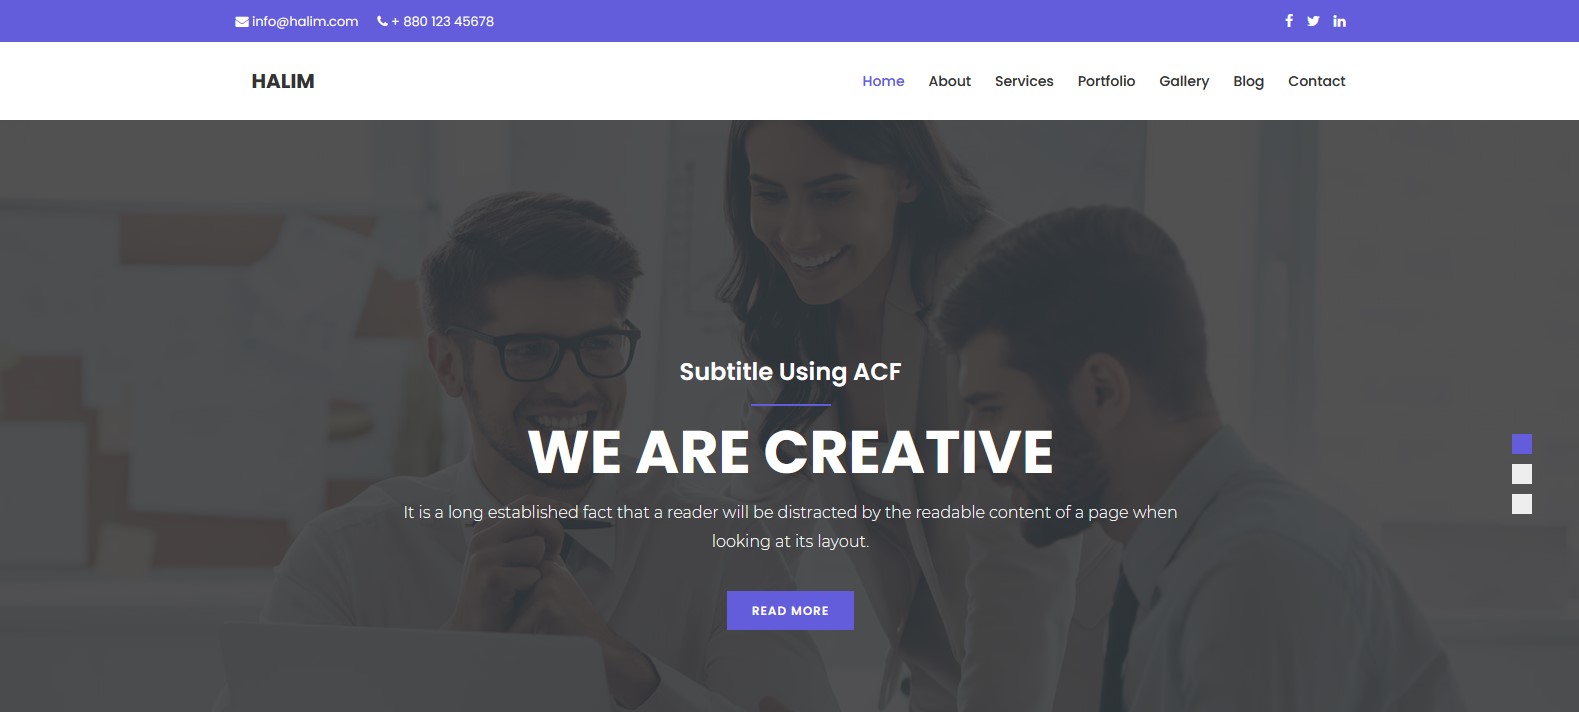 info@halim.com + 880 123 45678
HALIM
Home About Services Portfolio Gallery Blog Contact
Subtitle Using ACF
WE ARE CREATIVE
It is a long established fact that a reader will be distracted by the readable content of a page when
looking at its layout.
READ MORE